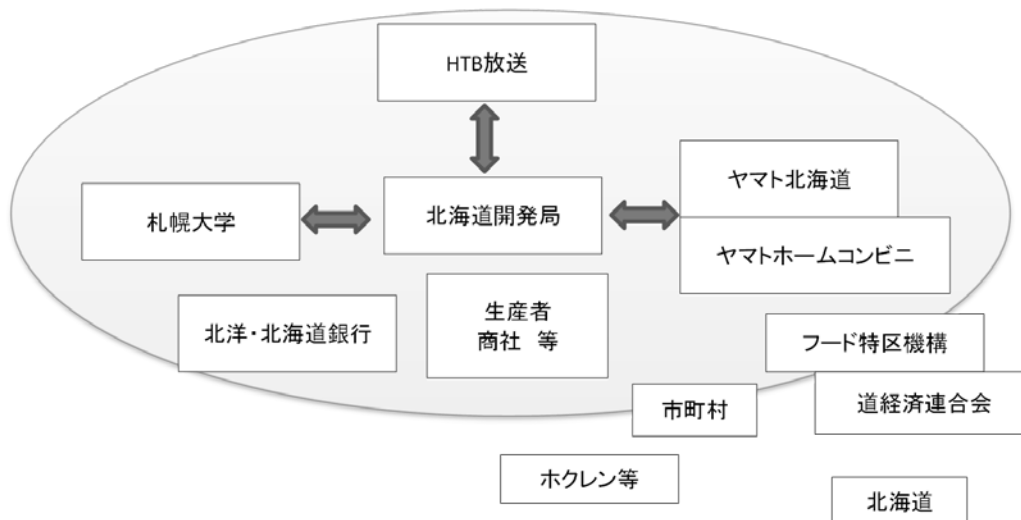 HTB放送
札幌大学
北海道開発局
ヤマト北海道
ヤマトホームコンビニ
北洋・北海道銀行
生産者
商社 等
フード特区機構
道経済連合会
市町村
ホクレン等
北海道